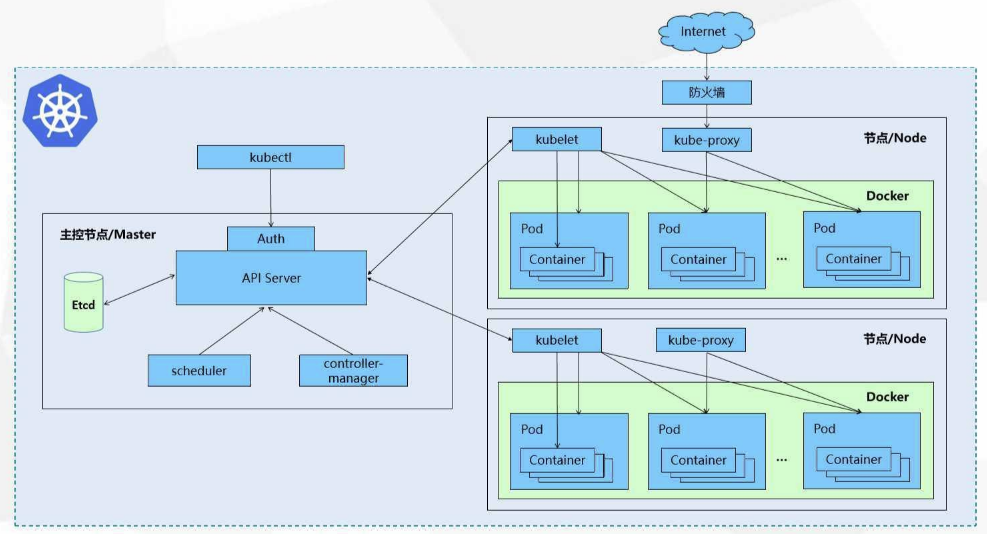 Internet
防火墙
kubectl
主控节点/Master
Auth
API Server
Etcd
scheduler
controller-
manager
kubelet
kube-proxy
节点/Node
Docker
Pod
Container
Pod
Container
...
Pod
Container
kubelet
kube-proxy
节点/Node
Docker
Pod
Container
Pod
Container
...
Pod
Container